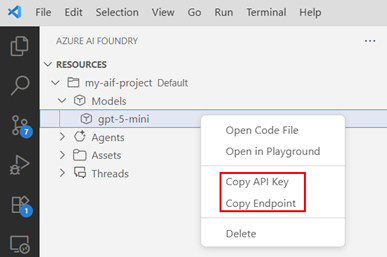 File Edit Selection View Go Run Terminal Help
AZURE AI FOUNDRY ...
RESOURCES
my-aif-project Default
Models
gpt-5-mini
Agents
Assets
Threads
Open Code File
Open in Playground
Copy API Key
Copy Endpoint
Delete
7
1